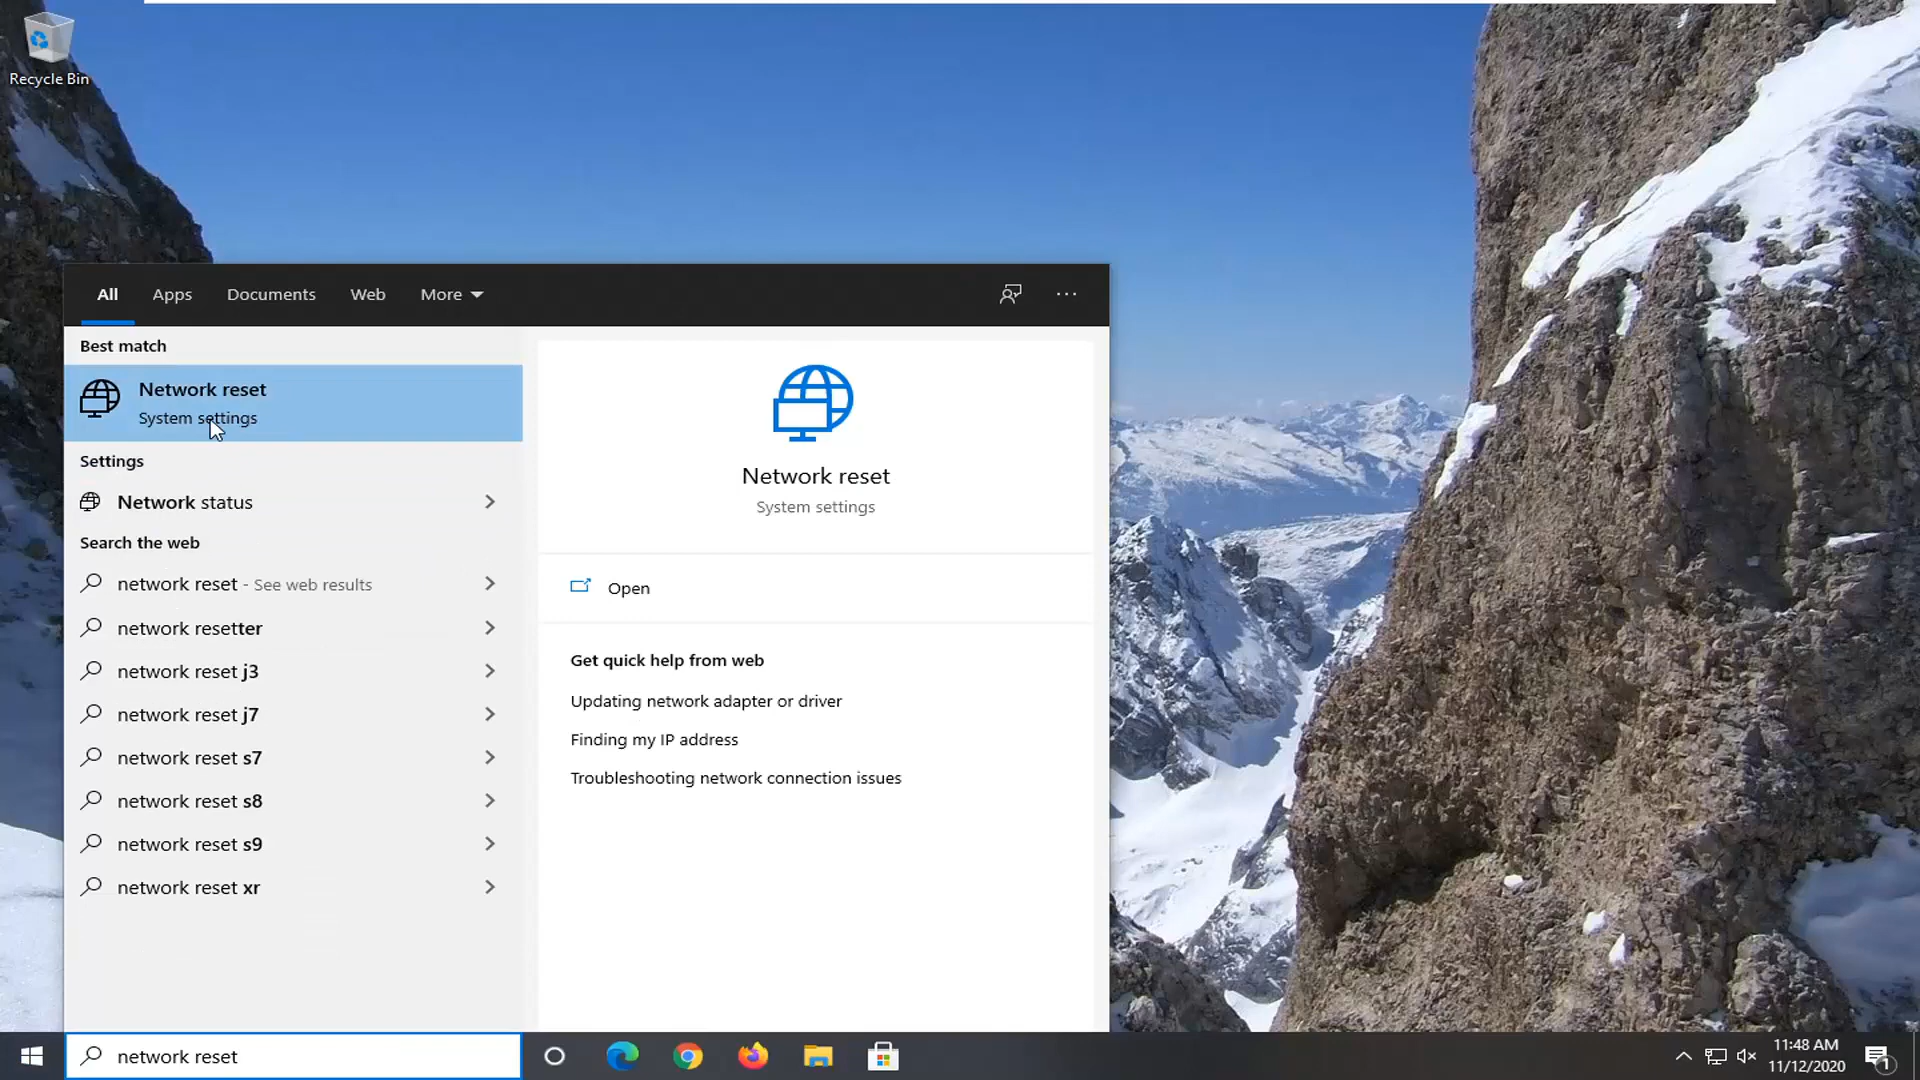 Recycle Bin
All Apps Documents Web More
Best match
Network reset
System settings
Settings
Network status
Search the web
network reset - See web results
network resetter
network reset j3
network reset j7
network reset s7
network reset s8
network reset s9
network reset xr
Network reset
System settings
Open
Get quick help from web
Updating network adapter or driver
Finding my IP address
Troubleshooting network connection issues
network reset
11:48 AM
11/12/2020
1